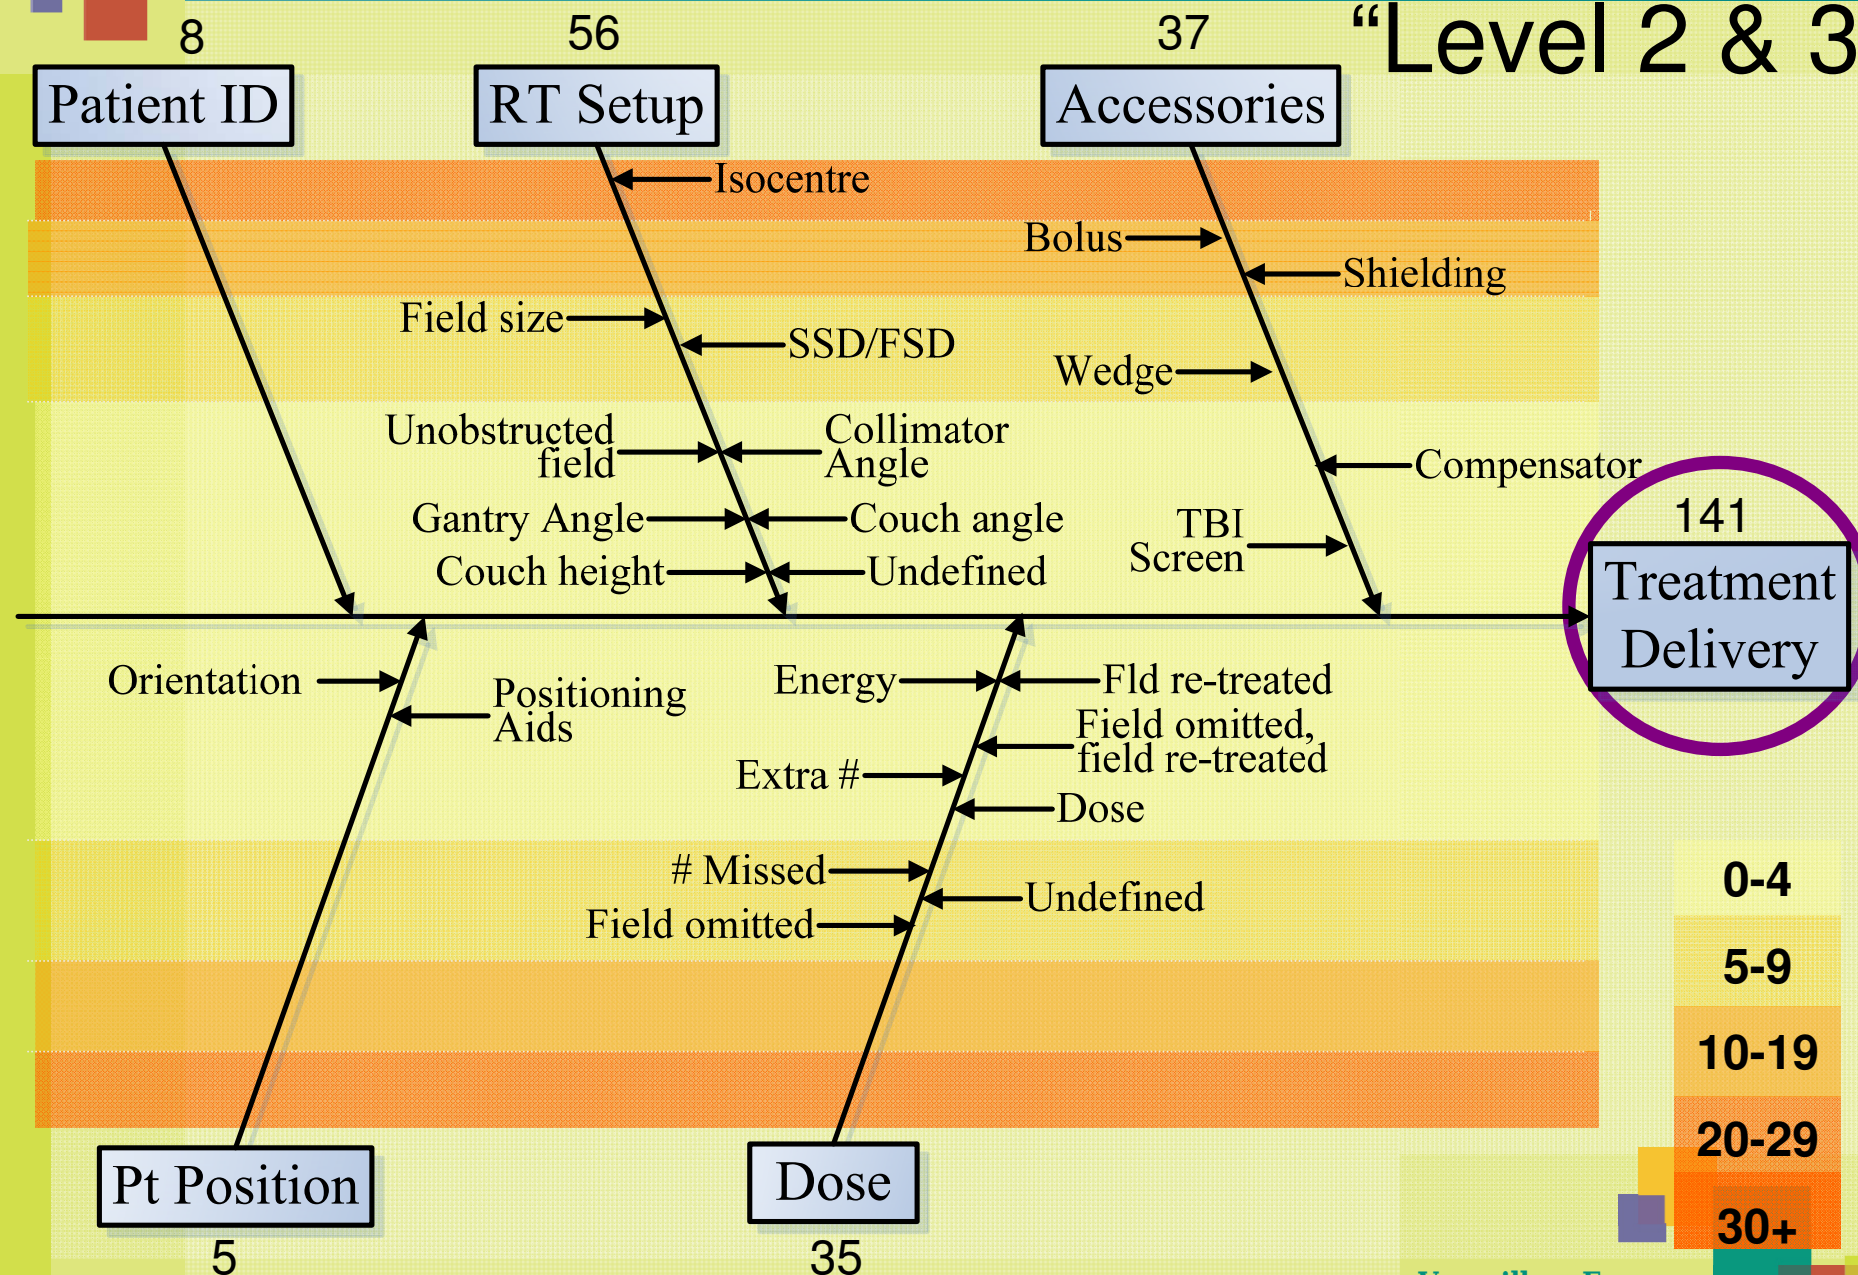 8
56
37
“Level 2 & 3
Patient ID
RT Setup
Accessories
Isocentre
Bolus
Shielding
Field size
SSD/FSD
Wedge
Unobstructed
field
Collimator
Angle
Compensator
Gantry Angle
Couch angle
TBI
Screen
Couch height
Undefined
141
Treatment
Delivery
Orientation
Positioning
Aids
Energy
Fld re-treated
Field omitted,
field re-treated
Extra #
Dose
# Missed
Undefined
Field omitted
0-4
5-9
10-19
20-29
30+
Pt Position
Dose
5
35